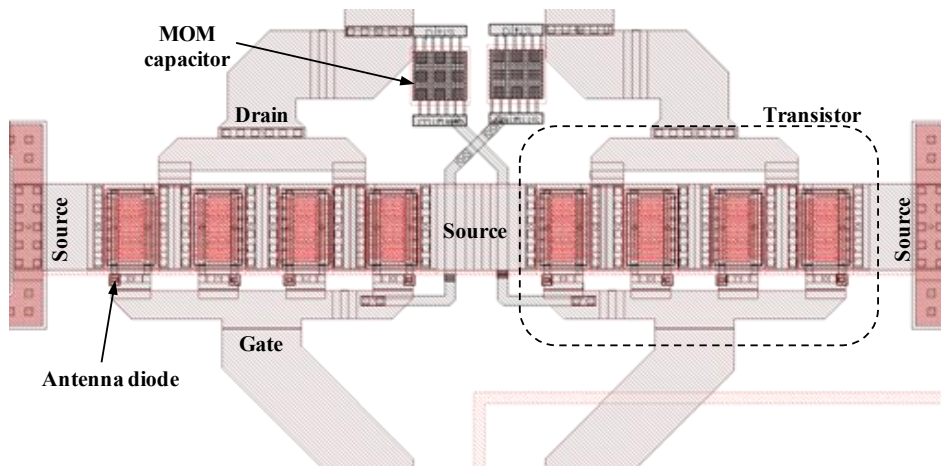 MOM
capacitor
Drain
Transistor
Source
Source
Source
Gate
Antenna diode